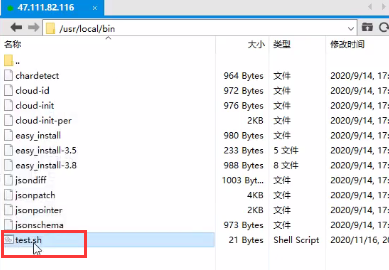 47.111.82.116
/usr/local/bin
名称 大小 类型 修改时间
..
chardetect 964 Bytes 文件 2020/9/14, 17:
cloud-id 972 Bytes 文件 2020/9/14, 17:
cloud-init 976 Bytes 文件 2020/9/14, 17:
cloud-init-per 2KB 文件 2020/9/14, 17:
easy_install 980 Bytes 文件 2020/9/14, 17:
easy_install-3.5 233 Bytes 5 文件 2020/9/14, 17:
easy_install-3.8 988 Bytes 8 文件 2020/9/14, 17:
jsondiff 1003 Byt... 文件 2020/9/14, 17:
jsonpatch 4KB 文件 2020/9/14, 17:
jsonpointer 2KB 文件 2020/9/14, 17:
jsonschema 973 Bytes 文件 2020/9/14, 17:
test.sh 21 Bytes Shell Script 2020/11/16, 0